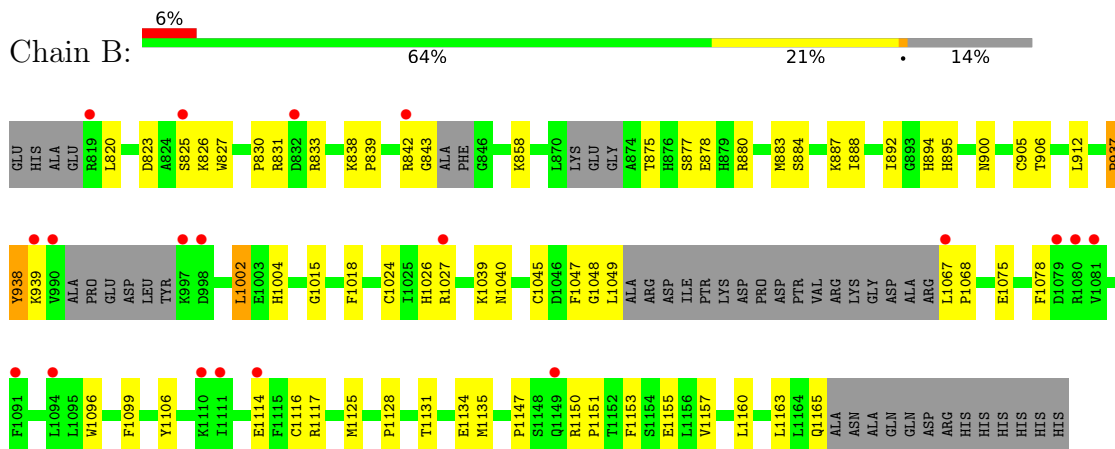 6%
Chain B:
64% 21% • 14%
GLU HIS ALA GLU R819 L820 D823 A824 S825 K826 W827 P830 R831 D832 R833 K838 P839 R842 G843 ALA PHE G846 K858 L870 LYS GLU GLY A874 T875 H876 S877 E878 H879 R880 M883 S884 K887 I888 I892 G893 H894 H895 N900 C905 T906 L912 P937
Y938 K939 V990 ALA PRO GLU ASP LEU TYR K997 D998 L1002 E1003 H1004 G1015 F1018 C1024 I1025 H1026 R1027 K1039 N1040 C1045 D1046 F1047 G1048 L1049 ALA ARG ASP ILE PTR LYS ASP PRO ASP PTR VAL ARG LYS GLY ASP ALA ARG L1067 P1068 E1075 F1078 D1079 R1080 V1081
F1091 L1094 L1095 W1096 F1099 Y1106 K1110 I1111 E1114 F1115 C1116 R1117 M1125 P1128 T1131 E1134 M1135 P1147 S1148 Q1149 R1150 P1151 T1152 F1153 S1154 E1155 L1156 V1157 L1160 L1163 L1164 Q1165 ALA ASN ALA GLN GLN ASP ARG HIS HIS HIS HIS HIS HIS